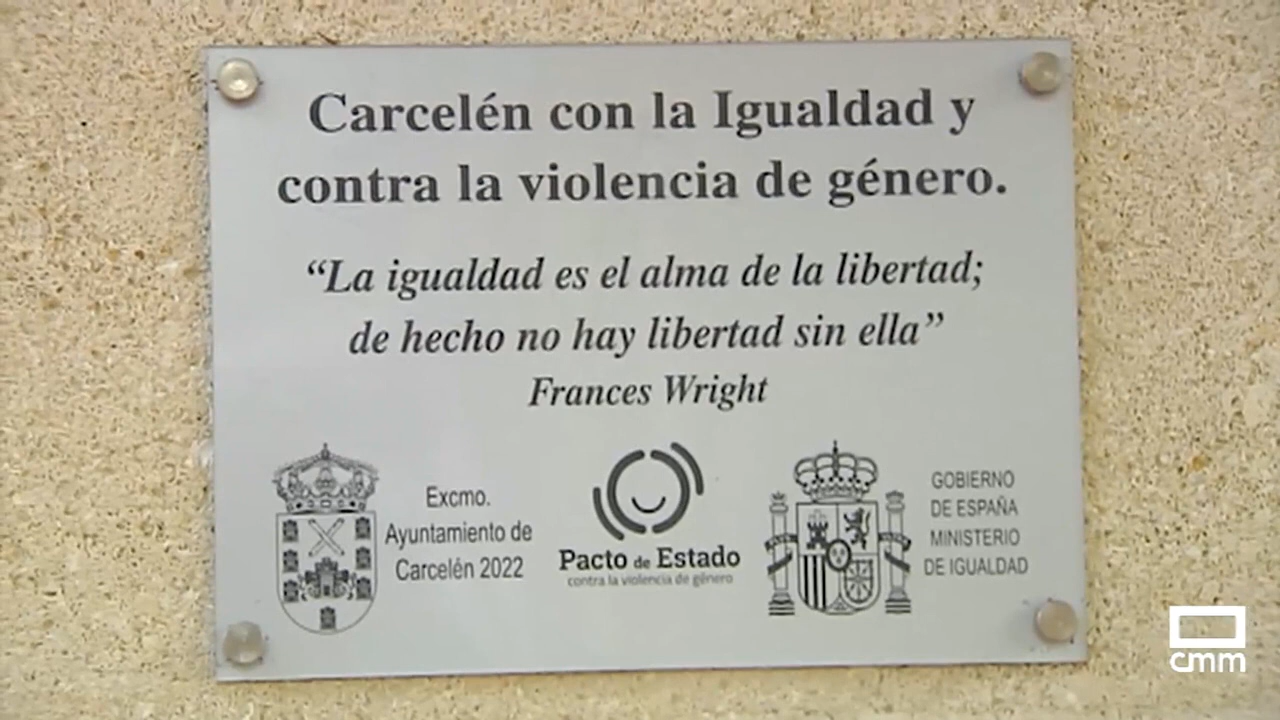 Carcelén con la Igualdad y
contra la violencia de género.
“La igualdad es el alma de la libertad;
de hecho no hay libertad sin ella”
Frances Wright
Excmo.
Ayuntamiento de
Carcelén 2022
Pacto de Estado
contra la violencia de género
GOBIERNO
DE ESPAÑA
MINISTERIO
DE IGUALDAD
cmm